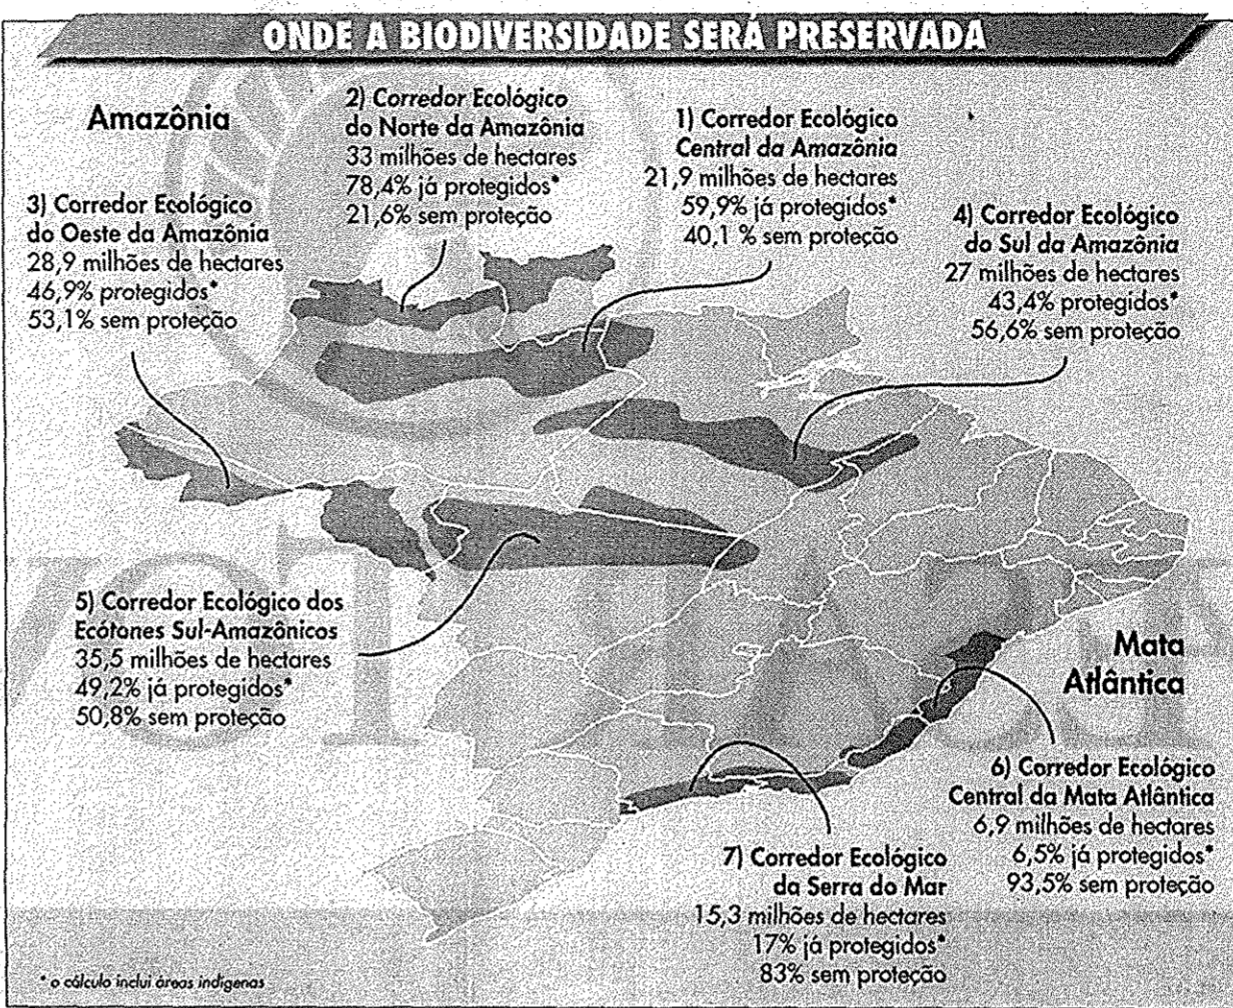 ONDE A BIODIVERSIDADE SERÁ PRESERVADA
Amazônia
2) Corredor Ecológico
do Norte da Amazônia
33 milhões de hectares
78,4% já protegidos*
21,6% sem proteção
1) Corredor Ecológico
Central da Amazônia
21,9 milhões de hectares
59,9% já protegidos*
40,1 % sem proteção
3) Corredor Ecológico
do Oeste da Amazônia
28,9 milhões de hectares
46,9% protegidos*
53,1% sem proteção
4) Corredor Ecológico
do Sul da Amazônia
27 milhões de hectares
43,4% protegidos*
56,6% sem proteção
5) Corredor Ecológico dos
Ecótones Sul-Amazônicos
35,5 milhões de hectares
49,2% já protegidos*
50,8% sem proteção
Mata
Atlântica
6) Corredor Ecológico
Central da Mata Atlântica
6,9 milhões de hectares
6,5% já protegidos*
93,5% sem proteção
7) Corredor Ecológico
da Serra do Mar
15,3 milhões de hectares
17% já protegidos*
83% sem proteção
* o cálculo inclui áreas indígenas